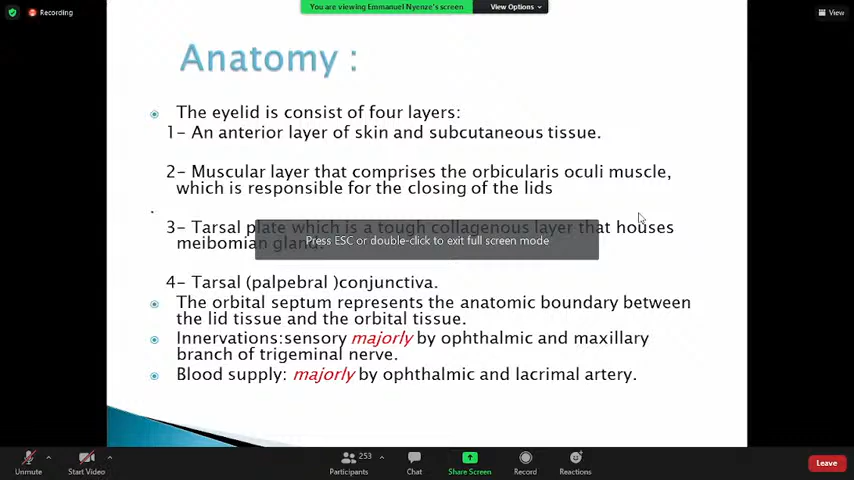 Recording
You are viewing Emmanuel Nyenze's screen
View Options
View
Anatomy :
The eyelid is consist of four layers:
1- An anterior layer of skin and subcutaneous tissue.
2- Muscular layer that comprises the orbicularis oculi muscle,
which is responsible for the closing of the lids
3- Tarsal plate which is a tough collagenous layer that houses
meibomian gland.
Press ESC or double-click to exit full screen mode
4- Tarsal (palpebral )conjunctiva.
The orbital septum represents the anatomic boundary between
the lid tissue and the orbital tissue.
Innervations:sensory majorly by ophthalmic and maxillary
branch of trigeminal nerve.
Blood supply: majorly by ophthalmic and lacrimal artery.
Unmute
Start Video
253
Participants
Chat
Share Screen
Record
Reactions
Leave